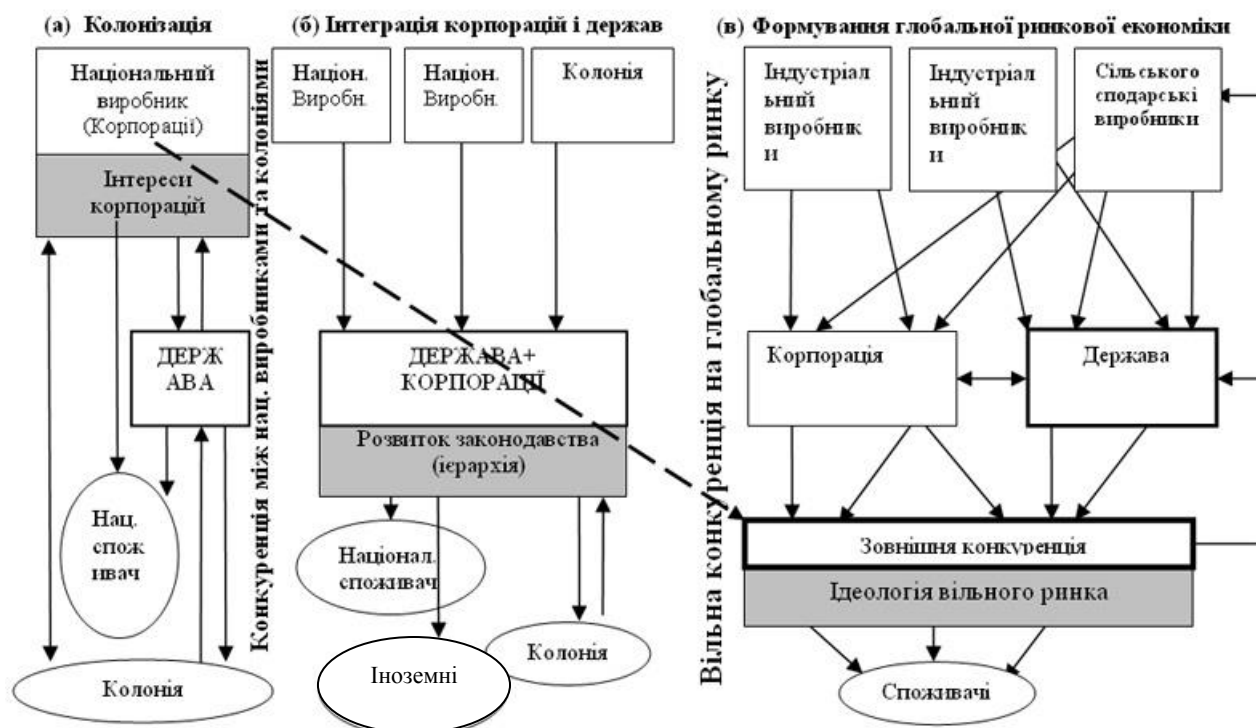 (а) Колонізація
Національний
виробник
(Корпорації)
Інтереси
корпорацій
ДЕРЖ
АВА
Нац.
спож
ивач
Колонія
Конкуренція між нац. виробниками та колоніями
(б) Інтеграція корпорацій і держав
Націон.
Виробн.
Націон.
Виробн.
Колонія
ДЕРЖАВА+
КОРПОРАЦІЇ
Розвиток законодавства
(ієрархія)
Націонал.
споживач
Іноземні
Колонія
Вільна конкуренція на глобальному ринку
(в) Формування глобальної ринкової економіки
Індустріал
ьний
виробник
и
Індустріал
ьний
виробник
и
Сільського
сподарські
виробники
Корпорація
Держава
Зовнішня конкуренція
Ідеологія вільного ринка
Споживачі